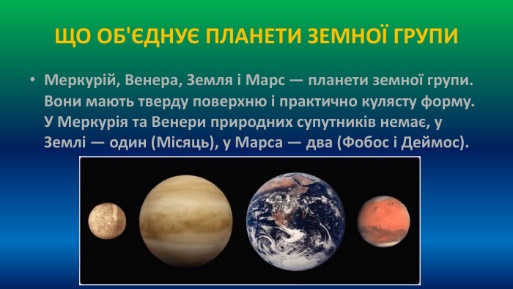 ЩО ОБ'ЄДНУЄ ПЛАНЕТИ ЗЕМНОЇ ГРУПИ
• Меркурій, Венера, Земля і Марс — планети земної групи.
Вони мають тверду поверхню і практично кулясту форму.
У Меркурія та Венери природних супутників немає, у
Землі — один (Місяць), у Марса — два (Фобос і Деймос).